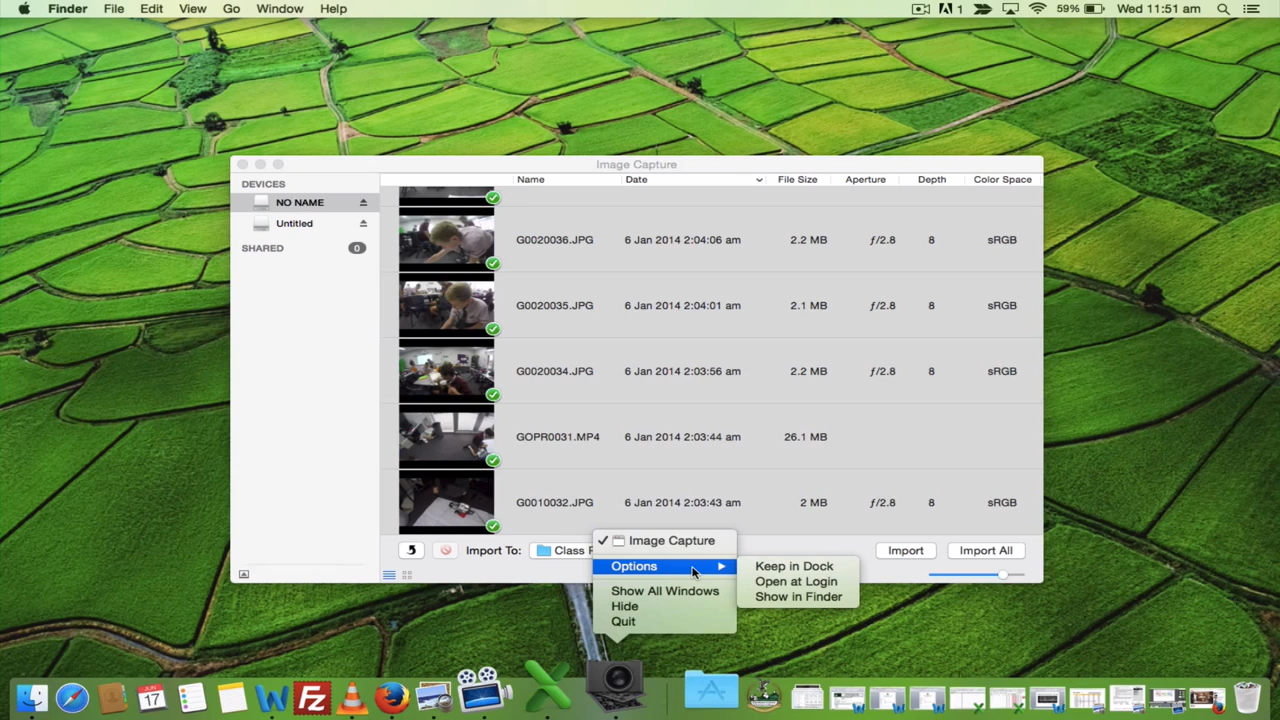 Finder File Edit View Go Window Help 1 59% Wed 11:51 am
Image Capture
DEVICES Name Date File Size Aperture Depth Color Space
NO NAME
Untitled
SHARED 0
G0020036.JPG 6 Jan 2014 2:04:06 am 2.2 MB ƒ/2.8 8 sRGB
G0020035.JPG 6 Jan 2014 2:04:01 am 2.1 MB ƒ/2.8 8 sRGB
G0020034.JPG 6 Jan 2014 2:03:56 am 2.2 MB ƒ/2.8 8 sRGB
GOPR0031.MP4 6 Jan 2014 2:03:44 am 26.1 MB
G0010032.JPG 6 Jan 2014 2:03:43 am 2 MB ƒ/2.8 8 sRGB
Import To: Class Import Import All
Image Capture
Options
Show All Windows
Hide
Quit
Keep in Dock
Open at Login
Show in Finder
JUN
17
W
Fz